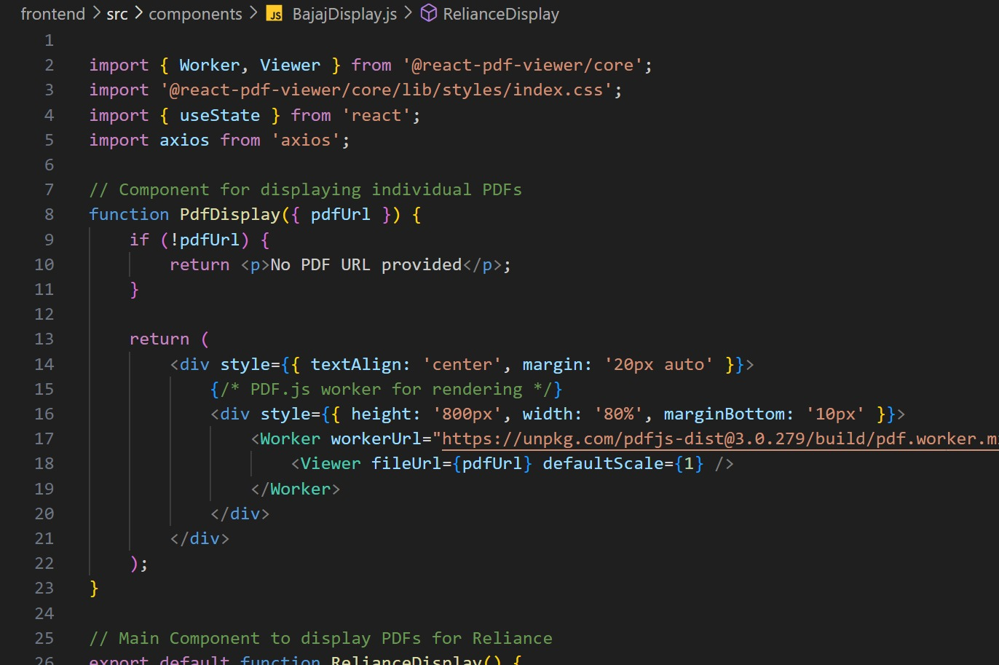 frontend > src > components > JS BajajDisplay.js > RelianceDisplay
1
2 import { Worker, Viewer } from '@react-pdf-viewer/core';
3 import '@react-pdf-viewer/core/lib/styles/index.css';
4 import { useState } from 'react';
5 import axios from 'axios';
6
7 // Component for displaying individual PDFs
8 function PdfDisplay({ pdfUrl }) {
9     if (!pdfUrl) {
10         return <p>No PDF URL provided</p>;
11     }
12
13     return (
14         <div style={{ textAlign: 'center', margin: '20px auto' }}>
15             {/* PDF.js worker for rendering */}
16             <div style={{ height: '800px', width: '80%', marginBottom: '10px' }}>
17                 <Worker workerUrl="https://unpkg.com/pdfjs-dist@3.0.279/build/pdf.worker.m
18                     <Viewer fileUrl={pdfUrl} defaultScale={1} />
19                 </Worker>
20             </div>
21         </div>
22     );
23 }
24
25 // Main Component to display PDFs for Reliance
26 export default function RelianceDisplay() {